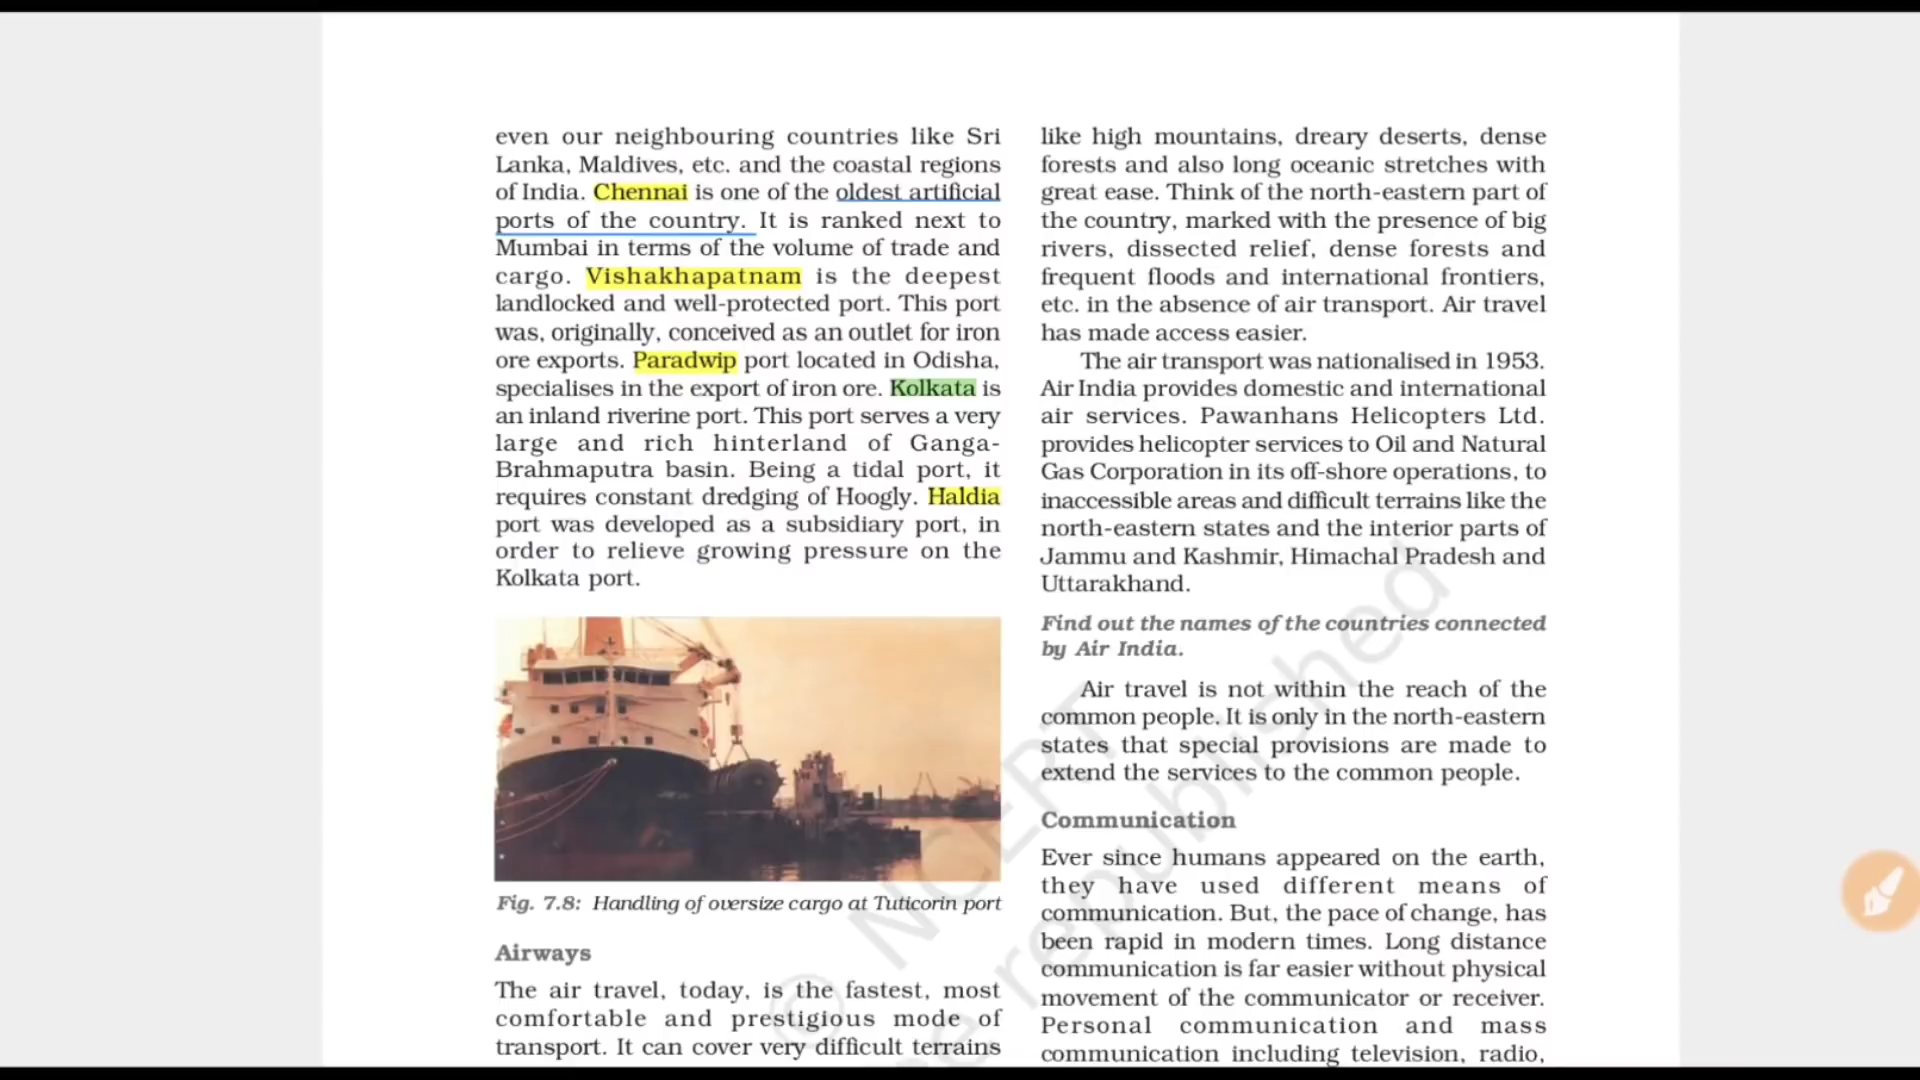 even our neighbouring countries like Sri
Lanka, Maldives, etc. and the coastal regions
of India. Chennai is one of the oldest artificial
ports of the country. It is ranked next to
Mumbai in terms of the volume of trade and
cargo. Vishakhapatnam is the deepest
landlocked and well-protected port. This port
was, originally, conceived as an outlet for iron
ore exports. Paradwip port located in Odisha,
specialises in the export of iron ore. Kolkata is
an inland riverine port. This port serves a very
large and rich hinterland of Ganga-
Brahmaputra basin. Being a tidal port, it
requires constant dredging of Hoogly. Haldia
port was developed as a subsidiary port, in
order to relieve growing pressure on the
Kolkata port.
Fig. 7.8: Handling of oversize cargo at Tuticorin port
Airways
The air travel, today, is the fastest, most
comfortable and prestigious mode of
transport. It can cover very difficult terrains
like high mountains, dreary deserts, dense
forests and also long oceanic stretches with
great ease. Think of the north-eastern part of
the country, marked with the presence of big
rivers, dissected relief, dense forests and
frequent floods and international frontiers,
etc. in the absence of air transport. Air travel
has made access easier.
The air transport was nationalised in 1953.
Air India provides domestic and international
air services. Pawanhans Helicopters Ltd.
provides helicopter services to Oil and Natural
Gas Corporation in its off-shore operations, to
inaccessible areas and difficult terrains like the
north-eastern states and the interior parts of
Jammu and Kashmir, Himachal Pradesh and
Uttarakhand.
Find out the names of the countries connected
by Air India.
Air travel is not within the reach of the
common people. It is only in the north-eastern
states that special provisions are made to
extend the services to the common people.
Communication
Ever since humans appeared on the earth,
they have used different means of
communication. But, the pace of change, has
been rapid in modern times. Long distance
communication is far easier without physical
movement of the communicator or receiver.
Personal communication and mass
communication including television, radio,
© NCERT
be republished